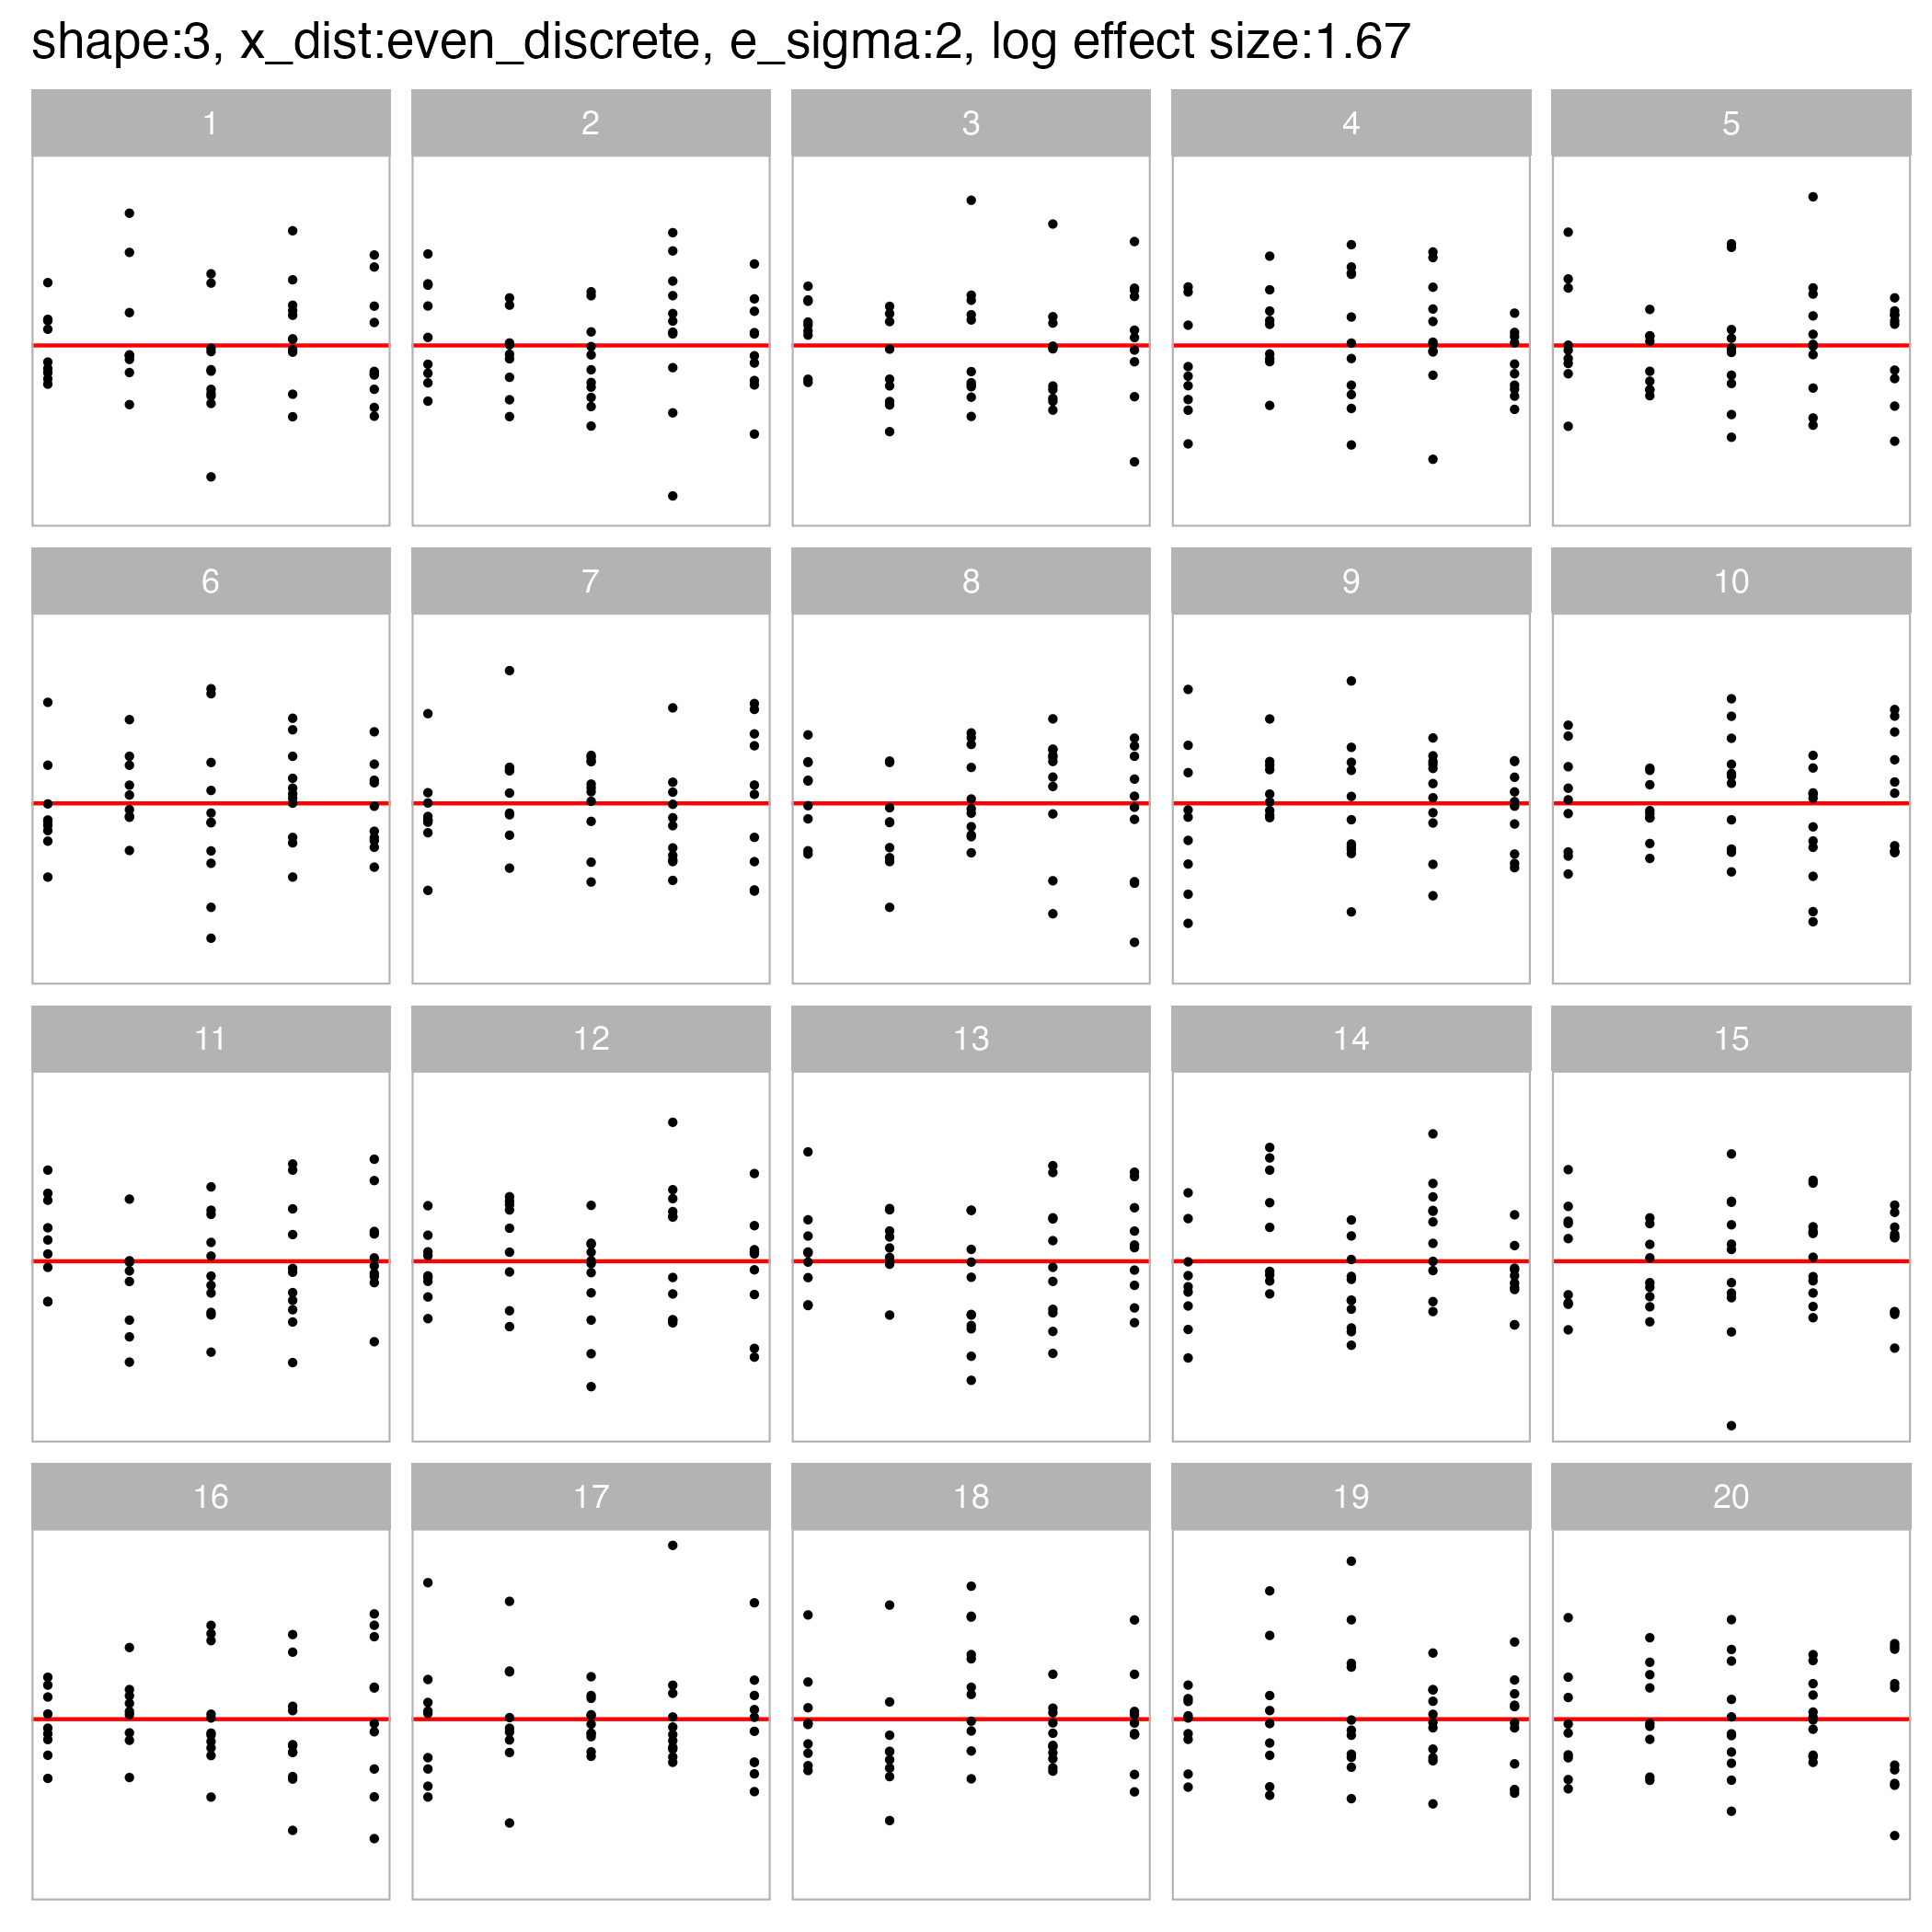 shape:3, x_dist:even_discrete, e_sigma:2, log effect size:1.67
1 2 3 4 5
6 7 8 9 10
11 12 13 14 15
16 17 18 19 20